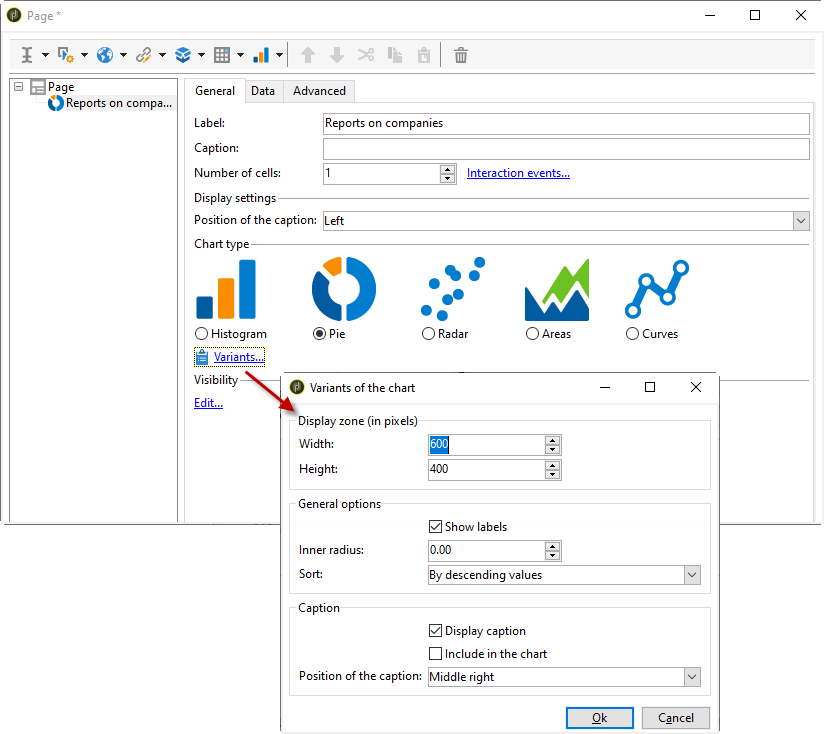 Page *
Page
Reports on compa...
General Data Advanced
Label: Reports on companies
Caption:
Number of cells: 1 Interaction events...
Display settings
Position of the caption: Left
Chart type
Histogram Pie Radar Areas Curves
Variants...
Visibility
Edit...
Variants of the chart
Display zone (in pixels)
Width: 600
Height: 400
General options
Show labels
Inner radius: 0.00
Sort: By descending values
Caption
Display caption
Include in the chart
Position of the caption: Middle right
Ok Cancel